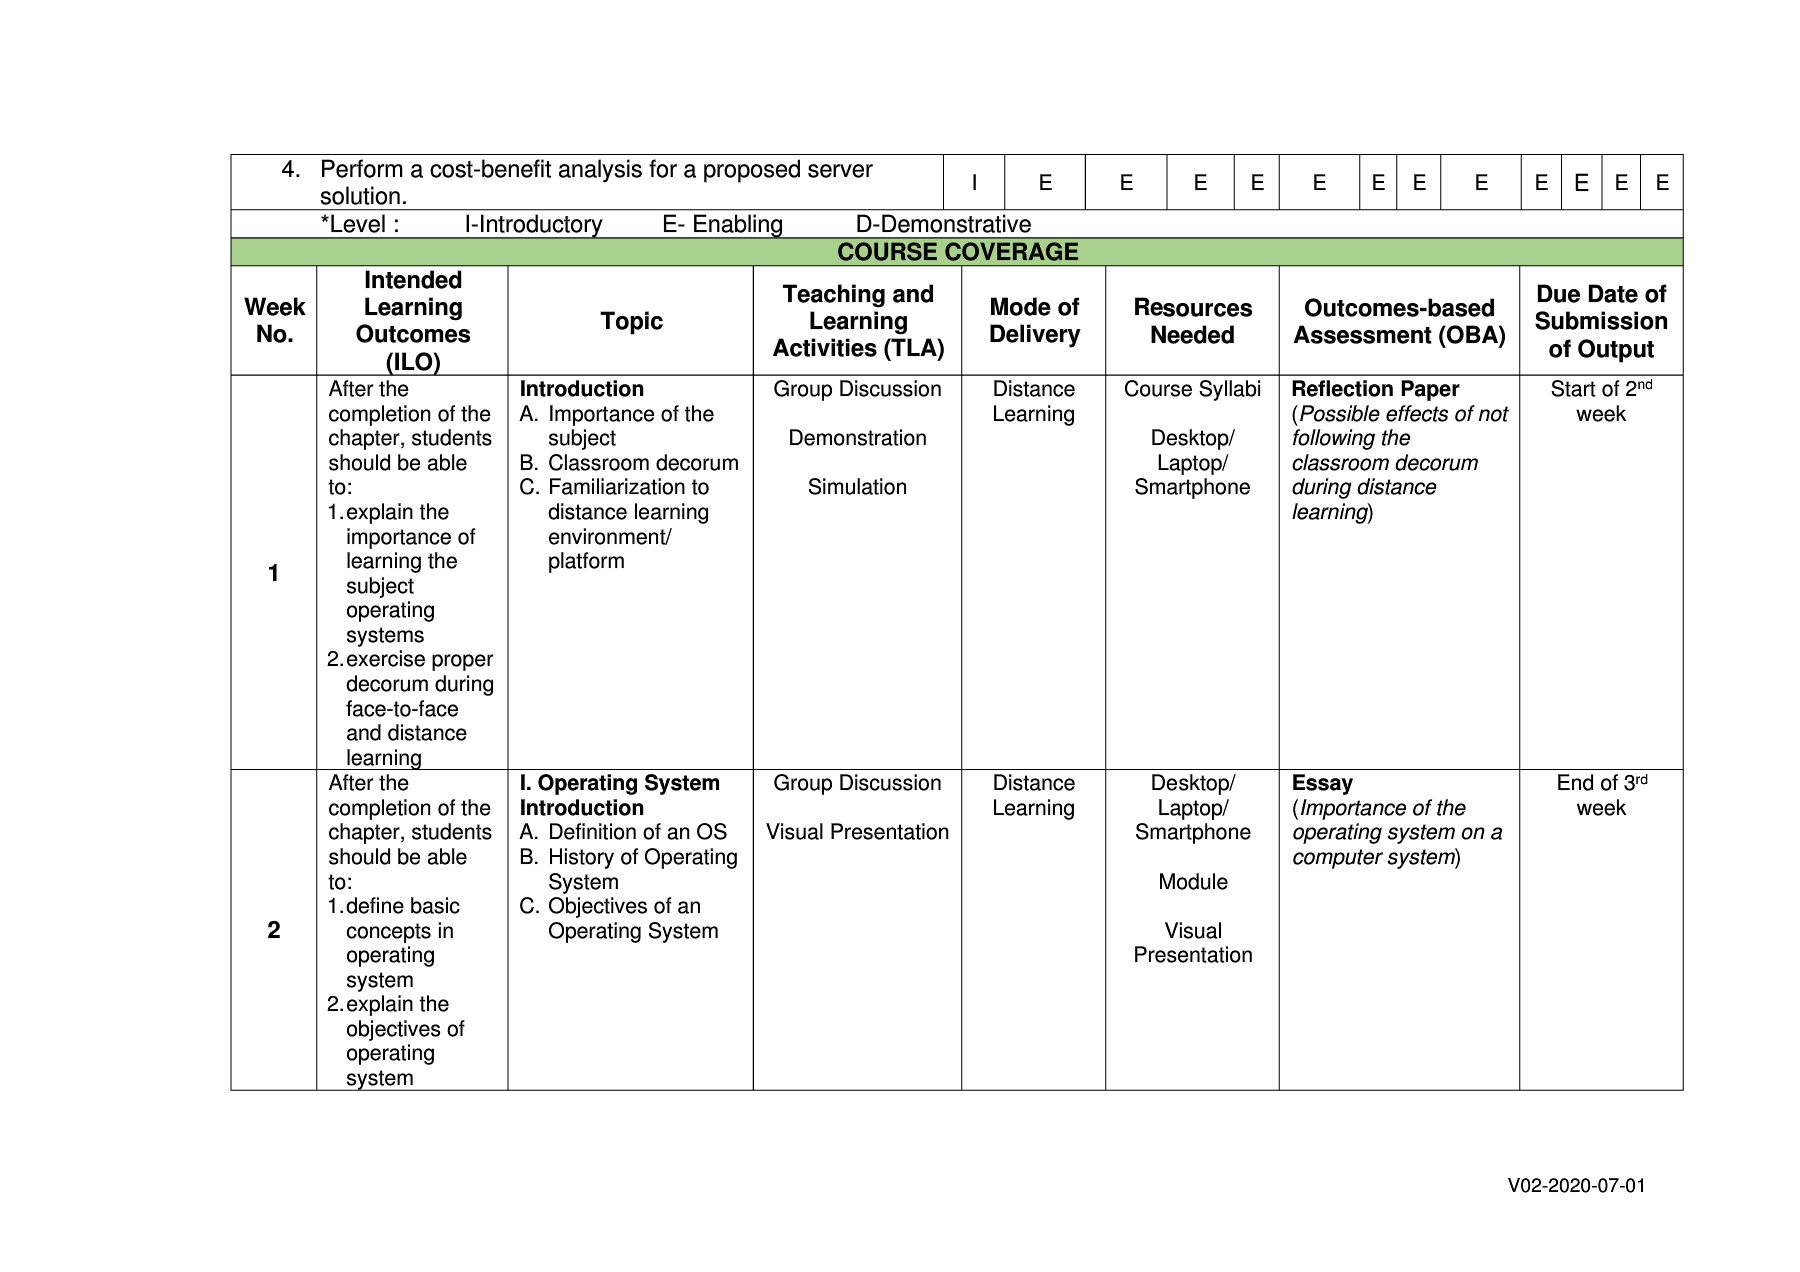 4. Perform a cost-benefit analysis for a proposed server
solution.
I E E E E E E E E E E E E
*Level : I-Introductory E- Enabling D-Demonstrative
COURSE COVERAGE
Week
No.
Intended
Learning
Outcomes
(ILO)
Topic
Teaching and
Learning
Activities (TLA)
Mode of
Delivery
Resources
Needed
Outcomes-based
Assessment (OBA)
Due Date of
Submission
of Output
1
After the
completion of the
chapter, students
should be able
to:
1.explain the
importance of
learning the
subject
operating
systems
2.exercise proper
decorum during
face-to-face
and distance
learning
Introduction
A. Importance of the
subject
B. Classroom decorum
C. Familiarization to
distance learning
environment/
platform
Group Discussion
Demonstration
Simulation
Distance
Learning
Course Syllabi
Desktop/
Laptop/
Smartphone
Reflection Paper
(Possible effects of not
following the
classroom decorum
during distance
learning)
Start of 2nd
week
2
After the
completion of the
chapter, students
should be able
to:
1.define basic
concepts in
operating
system
2.explain the
objectives of
operating
system
I. Operating System
Introduction
A. Definition of an OS
B. History of Operating
System
C. Objectives of an
Operating System
Group Discussion
Visual Presentation
Distance
Learning
Desktop/
Laptop/
Smartphone
Module
Visual
Presentation
Essay
(Importance of the
operating system on a
computer system)
End of 3rd
week
V02-2020-07-01